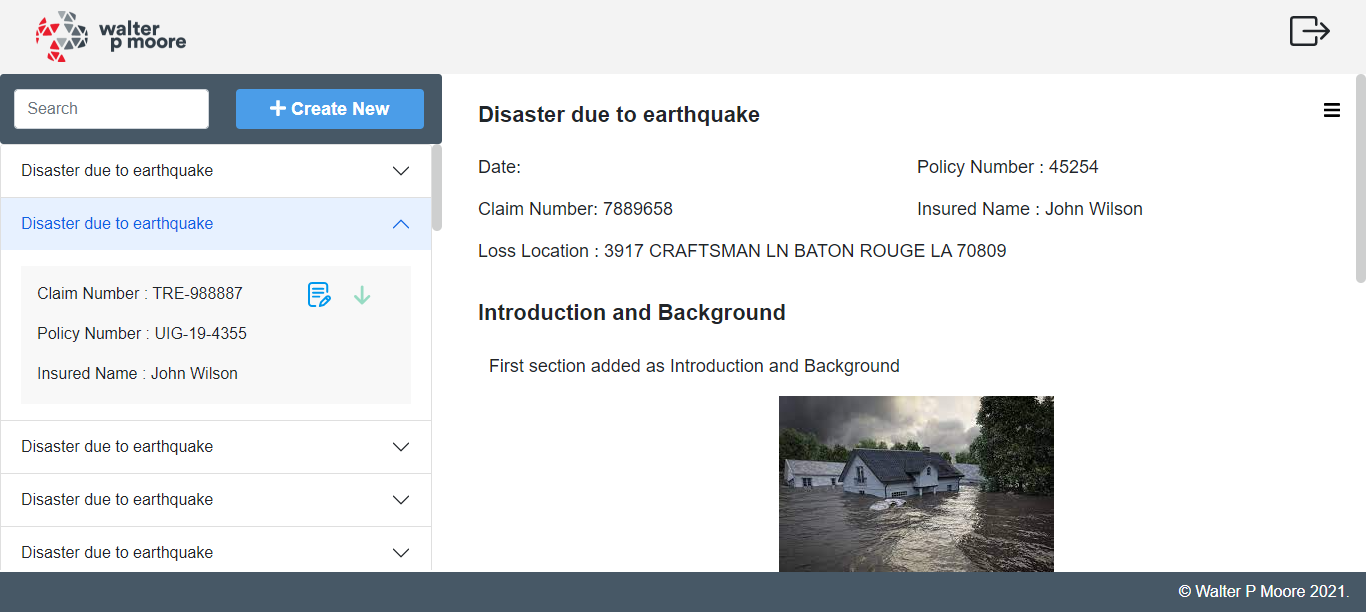 walter
p moore
Search
Create New
Disaster due to earthquake
Disaster due to earthquake
Claim Number : TRE-988887
Policy Number : UIG-19-4355
Insured Name : John Wilson
Disaster due to earthquake
Disaster due to earthquake
Disaster due to earthquake
Disaster due to earthquake
Date:
Policy Number : 45254
Claim Number: 7889658
Insured Name : John Wilson
Loss Location : 3917 CRAFTSMAN LN BATON ROUGE LA 70809
Introduction and Background
First section added as Introduction and Background
© Walter P Moore 2021.